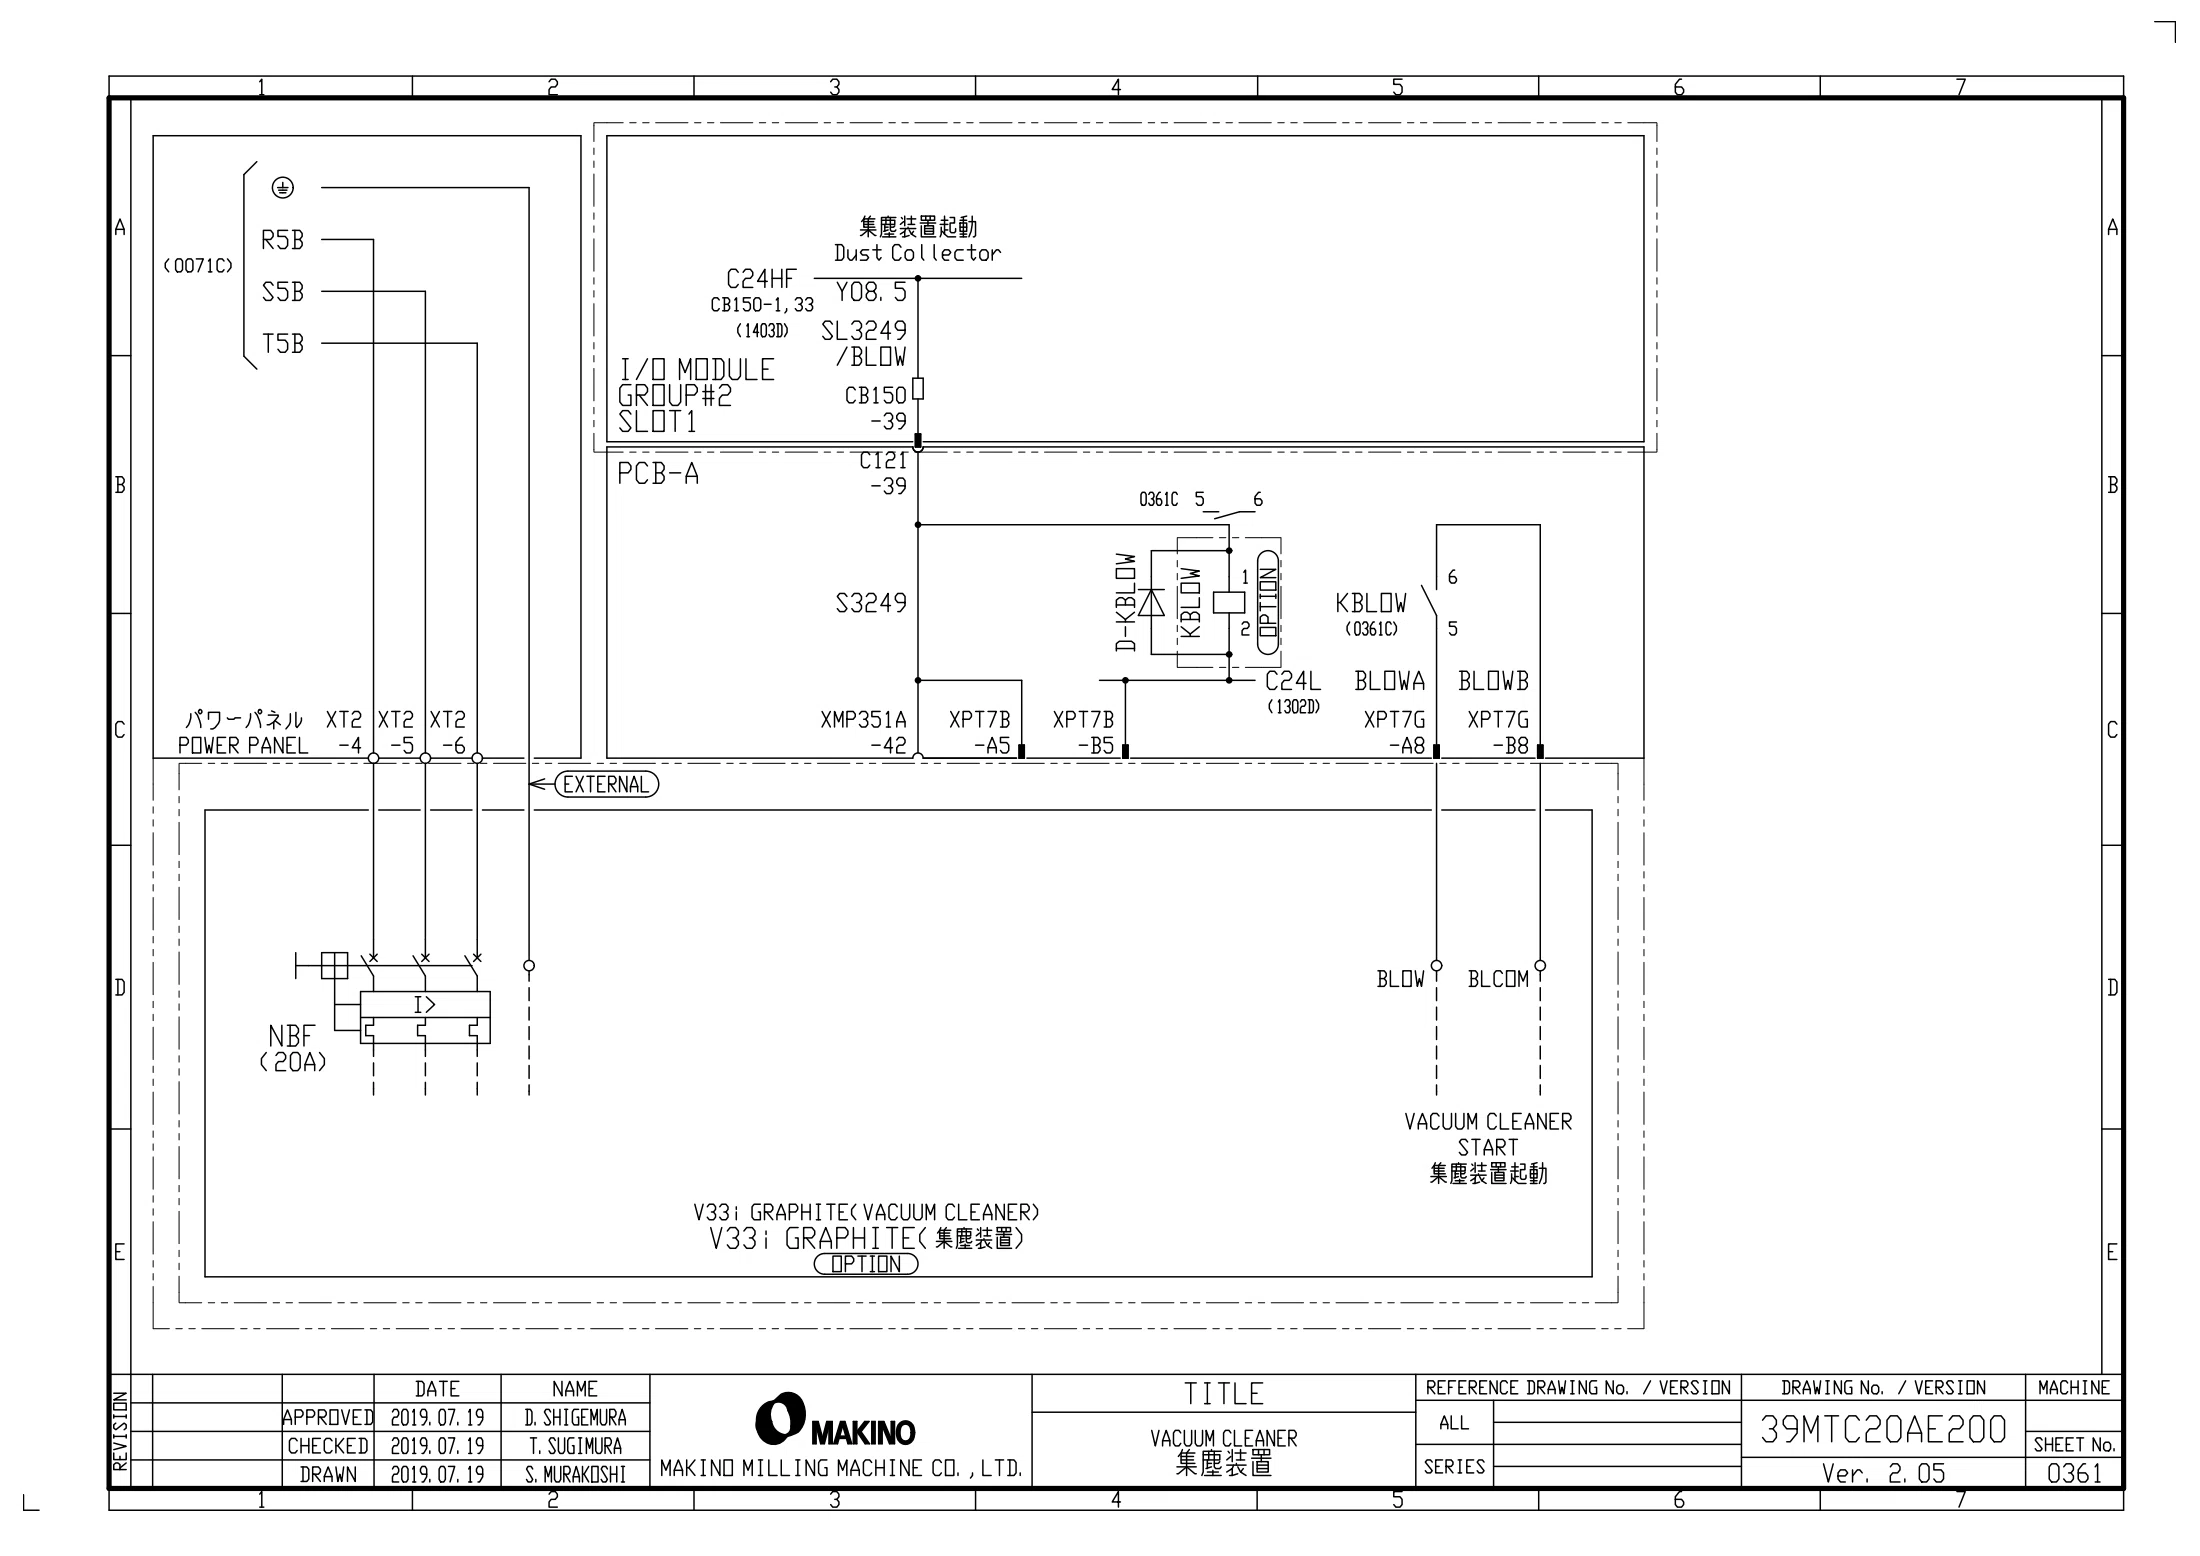 1 2 3 4 5 6 7
A A
B B
C C
D D
E E
(0071C)
R5B
S5B
T5B
パワーパネル
POWER PANEL
XT2 XT2 XT2
-4 -5 -6
集塵装置起動
Dust Collector
C24HF
CB150-1,33
(1403D)
Y08.5
SL3249
/BLOW
CB150
-39
I/O MODULE
GROUP#2
SLOT1
PCB-A
C121
-39
S3249
0361C 5 6
D-KBLOW
KBLOW
1
2
OPTION
C24L
(1302D)
KBLOW
(0361C)
6
5
BLOWA BLOWB
XMP351A
-42
XPT7B
-A5
XPT7B
-B5
XPT7G
-A8
XPT7G
-B8
EXTERNAL
I>
NBF
(20A)
BLOW BLCOM
VACUUM CLEANER
START
集塵装置起動
V33i GRAPHITE(VACUUM CLEANER)
V33i GRAPHITE(集塵装置)
OPTION
REVISION
DATE NAME
APPROVED 2019.07.19 D. SHIGEMURA
CHECKED 2019.07.19 T. SUGIMURA
DRAWN 2019.07.19 S. MURAKOSHI
MAKINO
MAKINO MILLING MACHINE CO.,LTD.
TITLE
VACUUM CLEANER
集塵装置
REFERENCE DRAWING No. / VERSION
ALL
SERIES
DRAWING No. / VERSION
39MTC20AE200
Ver. 2.05
MACHINE
SHEET No.
0361
1 2 3 4 5 6 7